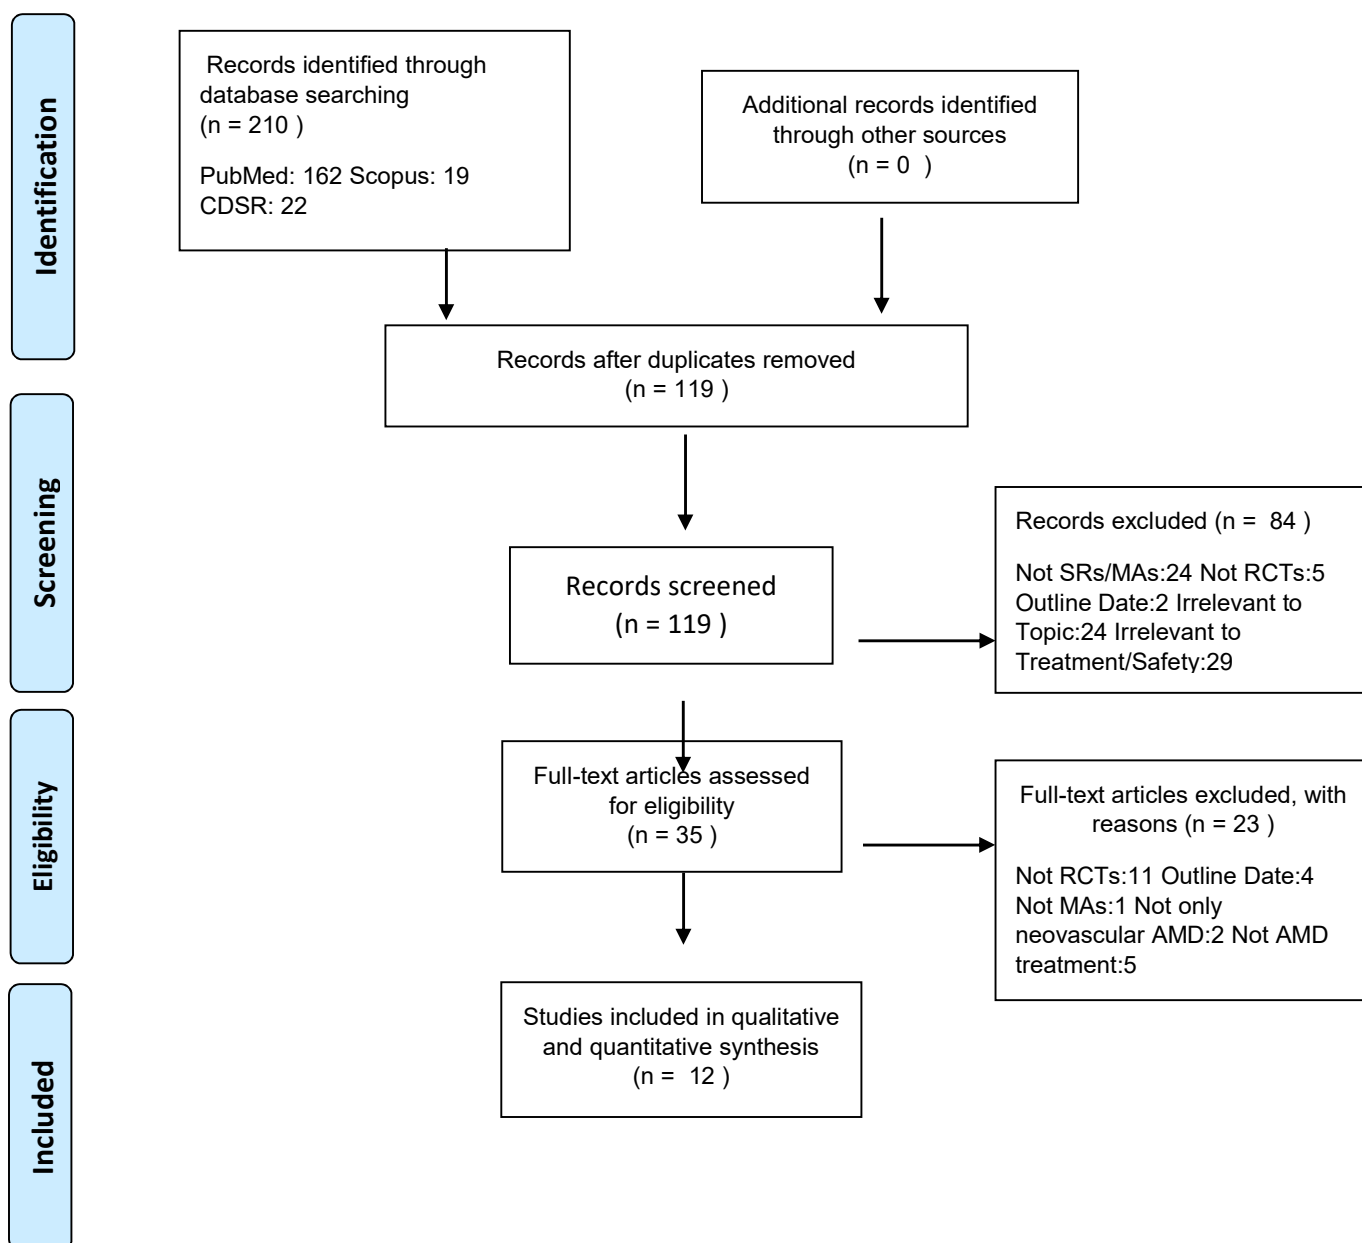 Identification
Records identified through
database searching
(n = 210 )
PubMed: 162 Scopus: 19
CDSR: 22
Additional records identified
through other sources
(n = 0 )
Records after duplicates removed
(n = 119 )
Screening
Records screened
(n = 119 )
Records excluded (n = 84 )
Not SRs/MAs:24 Not RCTs:5
Outline Date:2 Irrelevant to
Topic:24 Irrelevant to
Treatment/Safety:29
Eligibility
Full-text articles assessed
for eligibility
(n = 35 )
Full-text articles excluded, with
reasons (n = 23 )
Not RCTs:11 Outline Date:4
Not MAs:1 Not only
neovascular AMD:2 Not AMD
treatment:5
Included
Studies included in qualitative
and quantitative synthesis
(n = 12 )